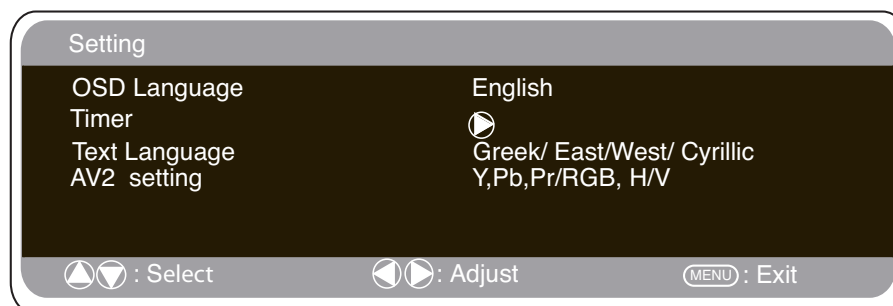 Setting
OSD Language English
Timer
Text Language Greek/ East/West/ Cyrillic
AV2 setting Y,Pb,Pr/RGB, H/V
: Select : Adjust MENU : Exit